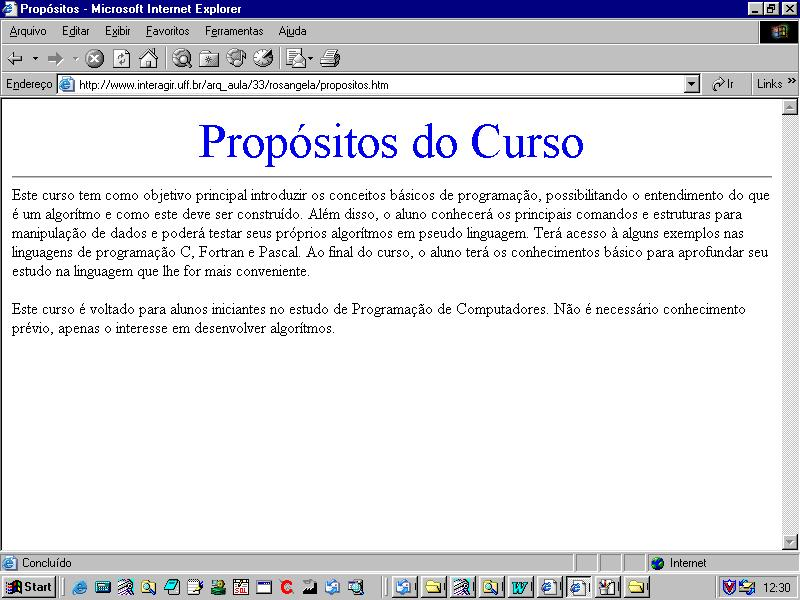 Propósitos - Microsoft Internet Explorer
Arquivo Editar Exibir Favoritos Ferramentas Ajuda
Endereço http://www.interagir.uff.br/arq_aula/33/rosangela/propositos.htm Ir Links »
Propósitos do Curso
Este curso tem como objetivo principal introduzir os conceitos básicos de programação, possibilitando o entendimento do que
é um algorítmo e como este deve ser construído. Além disso, o aluno conhecerá os principais comandos e estruturas para
manipulação de dados e poderá testar seus próprios algorítmos em pseudo linguagem. Terá acesso à alguns exemplos nas
linguagens de programação C, Fortran e Pascal. Ao final do curso, o aluno terá os conhecimentos básico para aprofundar seu
estudo na linguagem que lhe for mais conveniente.
Este curso é voltado para alunos iniciantes no estudo de Programação de Computadores. Não é necessário conhecimento
prévio, apenas o interesse em desenvolver algorítmos.
Concluído Internet
Start 12:30